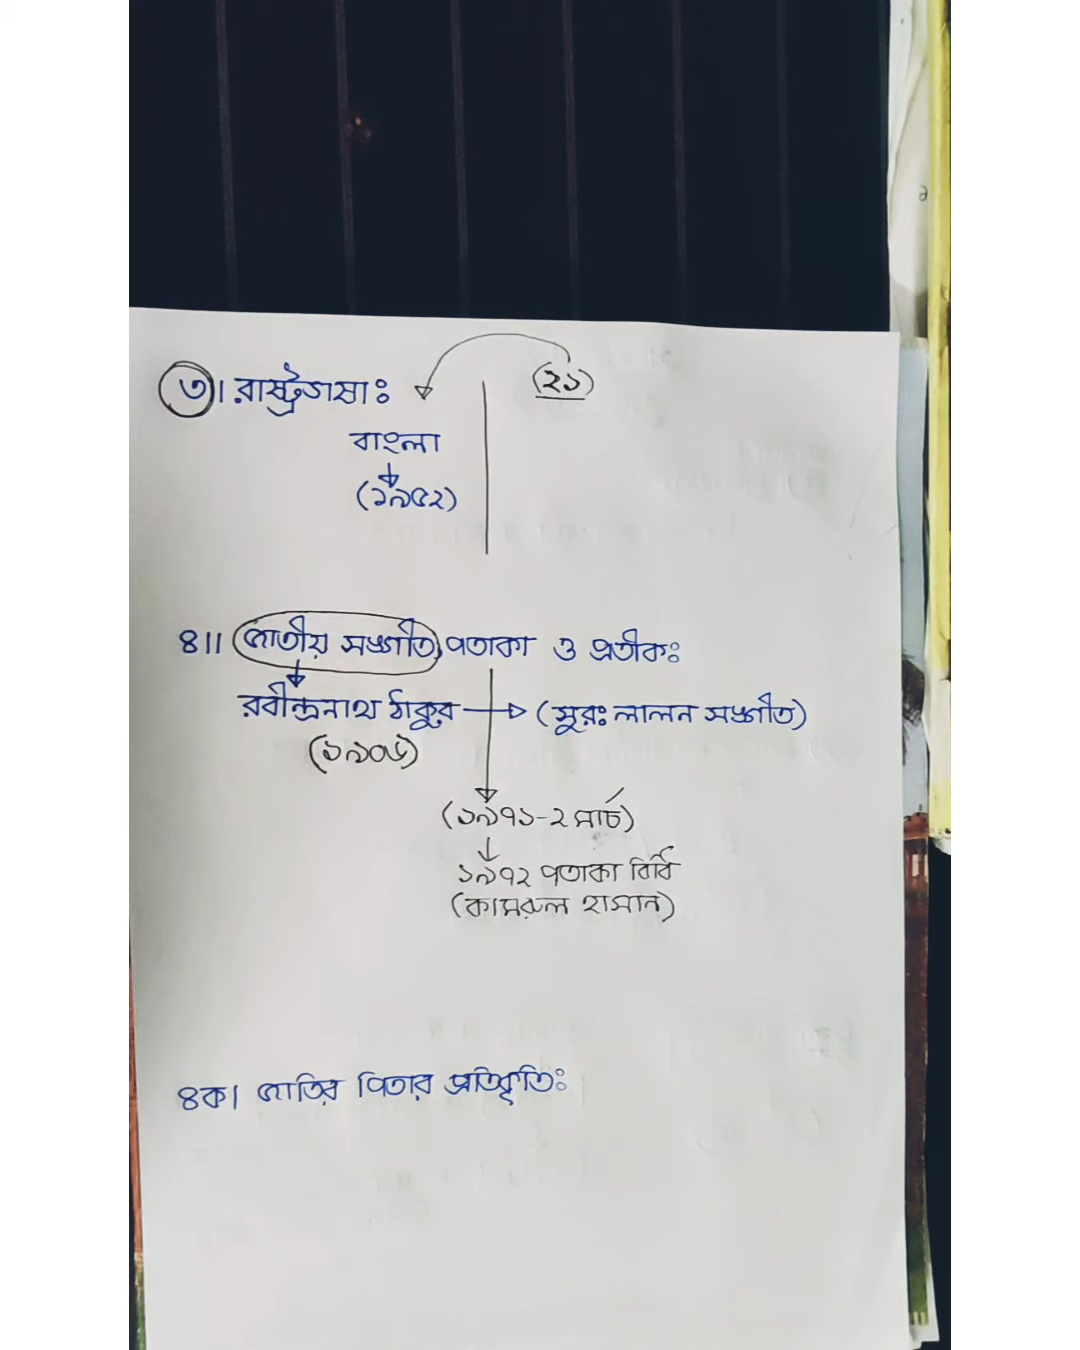 ৩। রাষ্ট্রভাষাঃ (২১)
বাংলা
(১৯৫২)
৪।। জাতীয় সঙ্গীত, পতাকা ও প্রতীকঃ
রবীন্দ্রনাথ ঠাকুর (সুরঃ লালন সঙ্গীত)
(১৯০৬)
(১৯৭১-২ মার্চ)
১৯৭২ পতাকা বিধি
(কামরুল হাসান)
৪ক। জাতির পিতার প্রতিকৃতিঃ